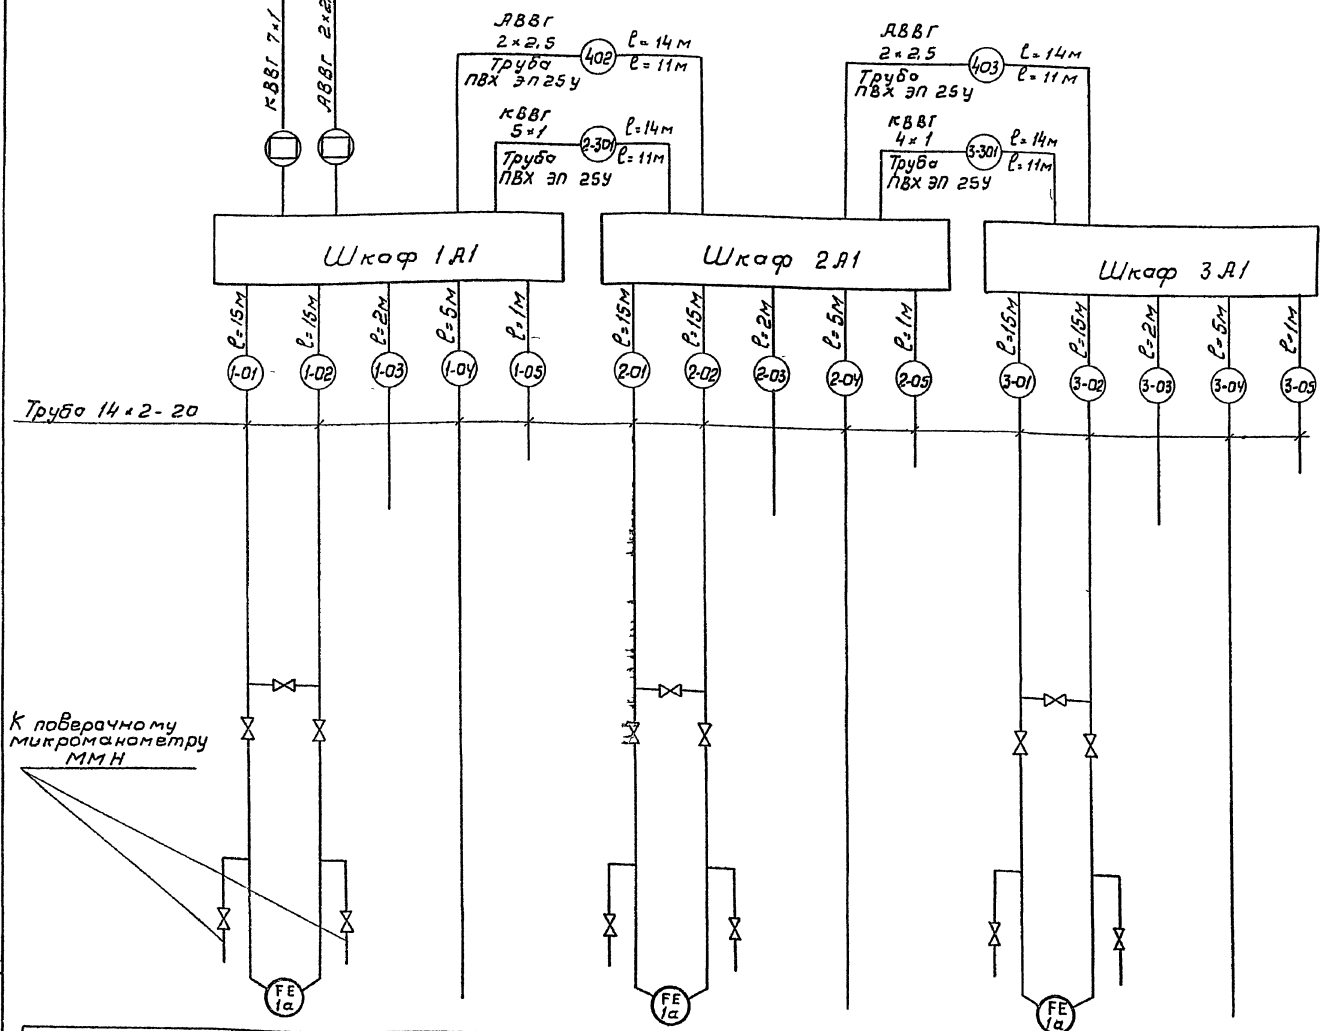 КВВГ 7×1
АВВГ 2×2,
АВВГ
2×2,5
402
ℓ=14м
Труба
ℓ=11м
ПВХ ЭП 25У
КВВГ
5×1
2-301
ℓ=14м
Труба
ℓ=11м
ПВХ ЭП 25У
АВВГ
2×2,5
403
ℓ=14м
Труба
ℓ=11м
ПВХ ЭП 25У
КВВГ
4×1
3-301
ℓ=14м
Труба
ℓ=11м
ПВХ ЭП 25У
Шкаф 1А1
Шкаф 2А1
Шкаф 3А1
ℓ=15м
ℓ=15м
ℓ=2м
ℓ=5м
ℓ=1м
ℓ=15м
ℓ=15м
ℓ=2м
ℓ=5м
ℓ=1м
ℓ=15м
ℓ=15м
ℓ=2м
ℓ=5м
ℓ=1м
1-01
1-02
1-03
1-04
1-05
2-01
2-02
2-03
2-04
2-05
3-01
3-02
3-03
3-04
3-05
Труба 14×2-20
К поверачному
микроманометру
ММН
FE
1а
FE
1а
FE
1а